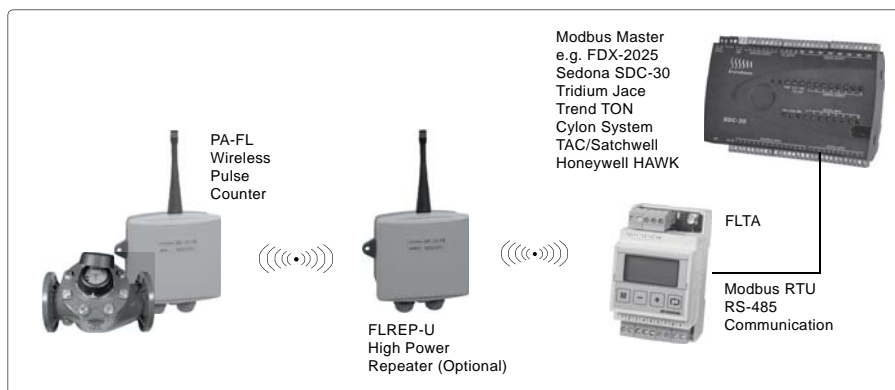 Modbus Master
e.g. FDX-2025
Sedona SDC-30
Tridium Jace
Trend TON
Cylon System
TAC/Satchwell
Honeywell HAWK
PA-FL
Wireless
Pulse
Counter
FLREP-U
High Power
Repeater (Optional)
FLTA
Modbus RTU
RS-485
Communication